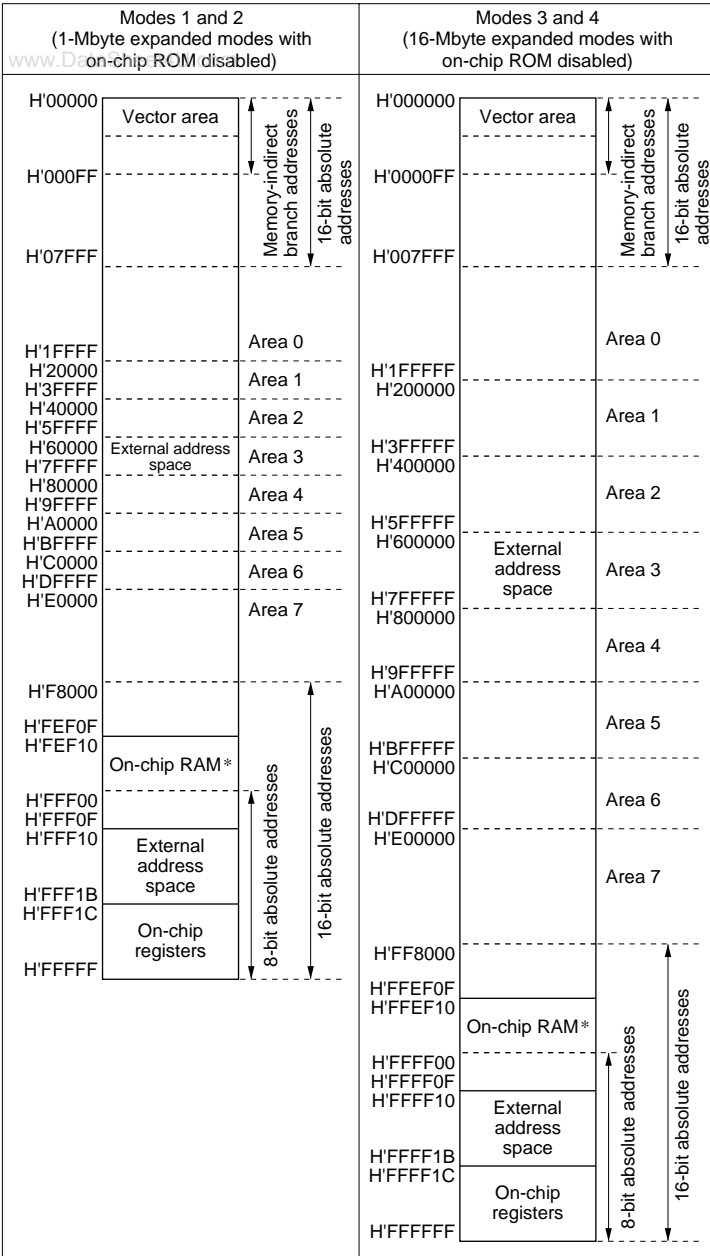 Modes 1 and 2
(1-Mbyte expanded modes with
on-chip ROM disabled)
H'00000
Vector area
H'000FF
H'07FFF
Memory-indirect
branch addresses
16-bit absolute
addresses
H'1FFFF
Area 0
H'20000
H'3FFFF
Area 1
H'40000
H'5FFFF
Area 2
H'60000
H'7FFFF
External address
space
Area 3
H'80000
H'9FFFF
Area 4
H'A0000
H'BFFFF
Area 5
H'C0000
H'DFFFF
Area 6
H'E0000
Area 7
H'F8000
H'FEF0F
H'FEF10
On-chip RAM*
H'FFF00
H'FFF0F
H'FFF10
External
address
space
H'FFF1B
H'FFF1C
On-chip
registers
H'FFFFF
8-bit absolute addresses
16-bit absolute addresses
Modes 3 and 4
(16-Mbyte expanded modes with
on-chip ROM disabled)
H'000000
Vector area
H'0000FF
H'007FFF
Memory-indirect
branch addresses
16-bit absolute
addresses
Area 0
H'1FFFFF
H'200000
Area 1
H'3FFFFF
H'400000
Area 2
H'5FFFFF
H'600000
External
address
space
Area 3
H'7FFFFF
H'800000
Area 4
H'9FFFFF
H'A00000
Area 5
H'BFFFFF
H'C00000
Area 6
H'DFFFFF
H'E00000
Area 7
H'FF8000
H'FFEF0F
H'FFEF10
On-chip RAM*
H'FFFF00
H'FFFF0F
H'FFFF10
External
address
space
H'FFFF1B
H'FFFF1C
On-chip
registers
H'FFFFFF
8-bit absolute addresses
16-bit absolute addresses